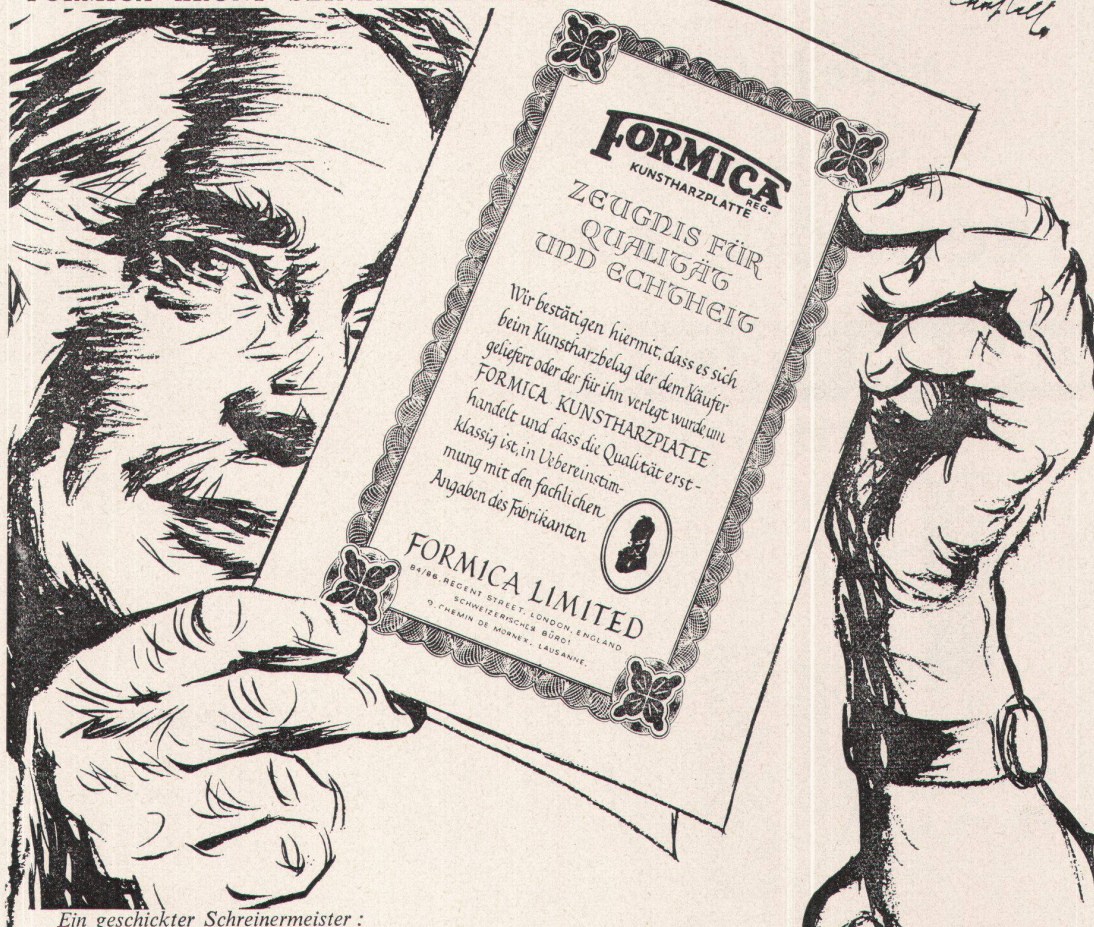 FORMICA
KUNSTHARZPLATTE
REG.
ZEUGNIS FÜR
QUALITÄT
UND ECHTHEIT
Wir bestätigen hiermit, dass es sich
beim Kunstharzbelag der dem Käufer
geliefert oder der für ihn verlegt wurde um
FORMICA KUNSTHARZPLATTE
handelt und dass die Qualität erst-
klassig ist, in Uebereinstim-
mung mit den fachlichen
Angaben des Fabrikanten
FORMICA LIMITED
84/86, REGENT STREET, LONDON, ENGLAND
SCHWEIZERISCHES BÜRO:
9, CHEMIN DE MORNEX, LAUSANNE.
Ein geschickter Schreinermeister :